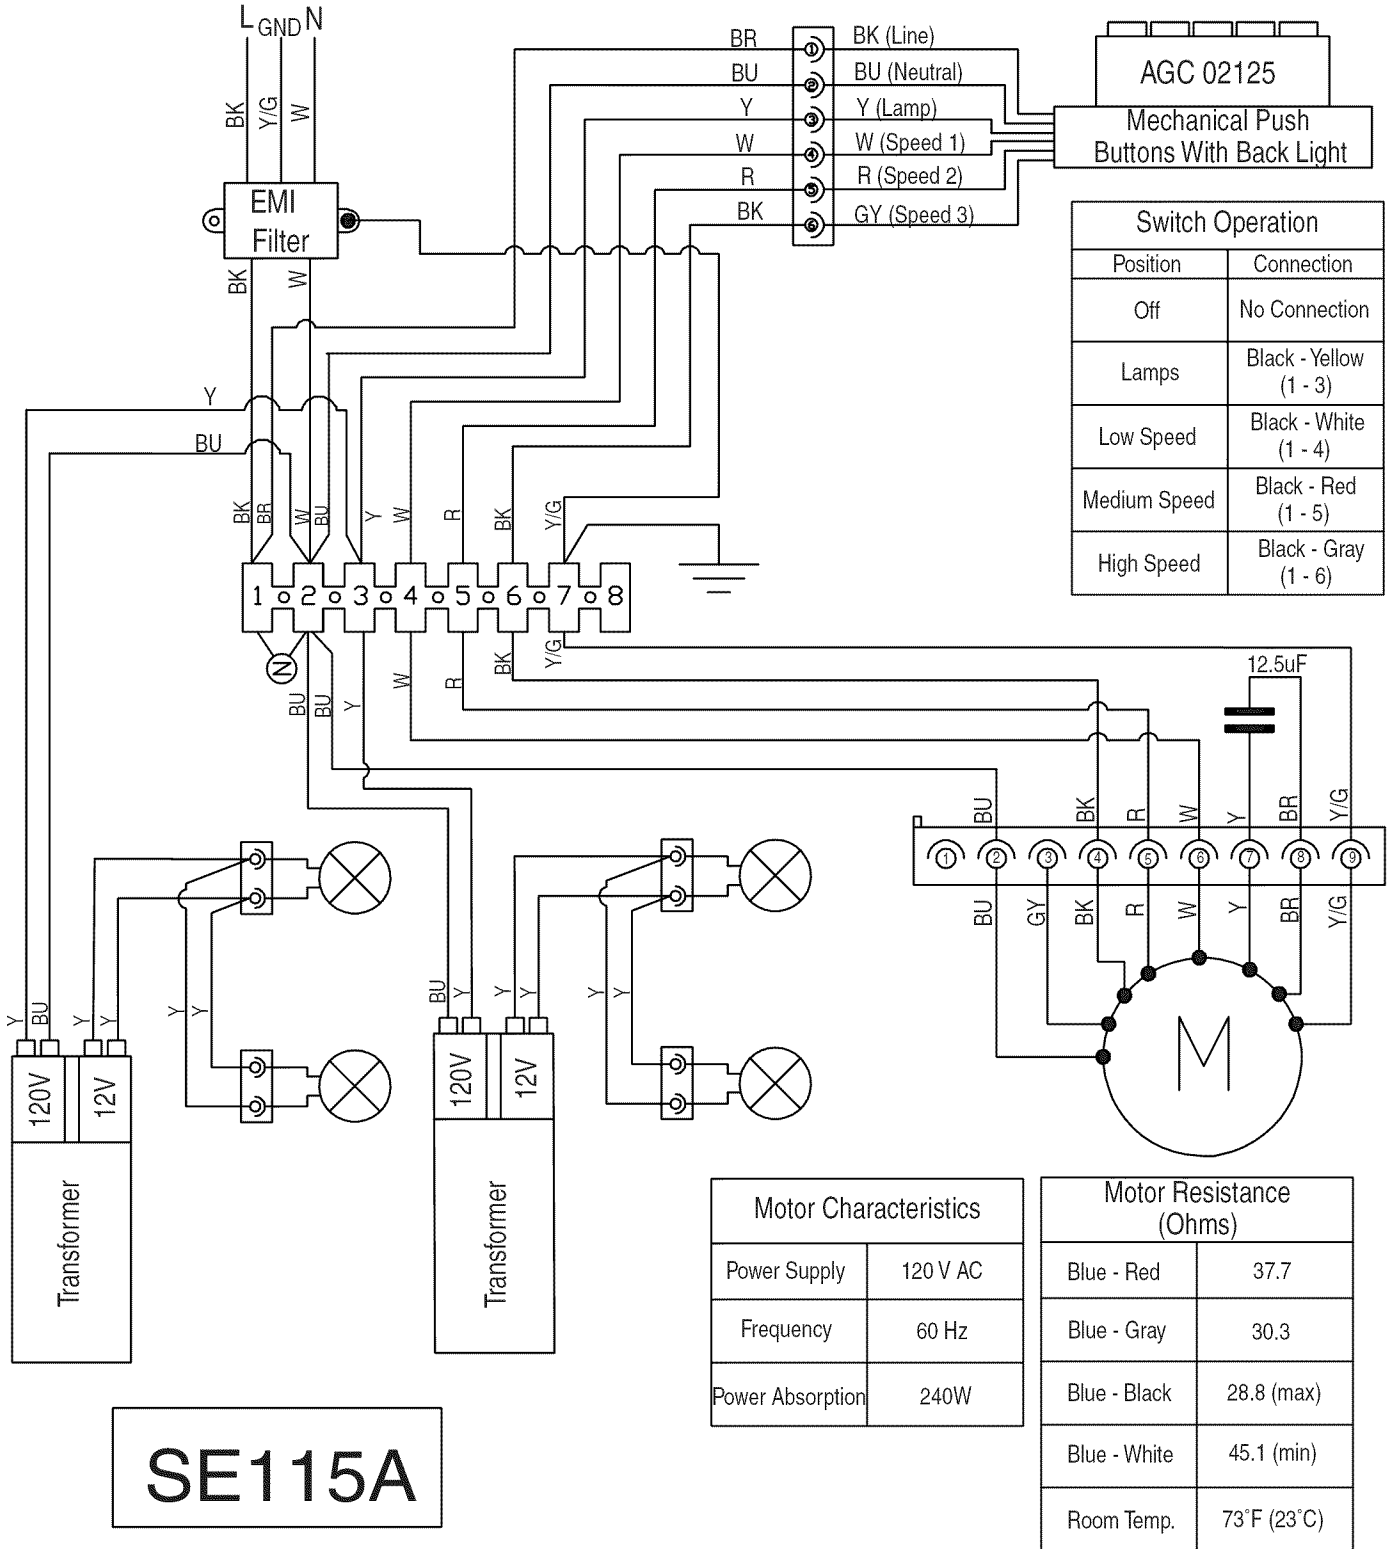 L GND N
BK Y/G W
EMI
Filter
BK W
BR
BU
Y
W
R
BK
1
2
3
4
5
6
BK (Line)
BU (Neutral)
Y (Lamp)
W (Speed 1)
R (Speed 2)
GY (Speed 3)
AGC 02125
Mechanical Push
Buttons With Back Light
Switch Operation
Position Connection
Off No Connection
Lamps Black - Yellow
(1 - 3)
Low Speed Black - White
(1 - 4)
Medium Speed Black - Red
(1 - 5)
High Speed Black - Gray
(1 - 6)
Y
BU
BK BR W BU Y W R BK Y/G
1 2 3 4 5 6 7 8
N
BU BU Y W R BK Y/G
12.5uF
BU BK R W Y BR Y/G
1 2 3 4 5 6 7 8 9
BU GY BK R W Y BR Y/G
M
Y BU Y Y Y Y
120V 12V
Transformer
BU Y Y Y Y Y
120V 12V
Transformer
Motor Characteristics
Power Supply 120 V AC
Frequency 60 Hz
Power Absorption 240W
Motor Resistance
(Ohms)
Blue - Red 37.7
Blue - Gray 30.3
Blue - Black 28.8 (max)
Blue - White 45.1 (min)
Room Temp. 73˚F (23˚C)
SE115A